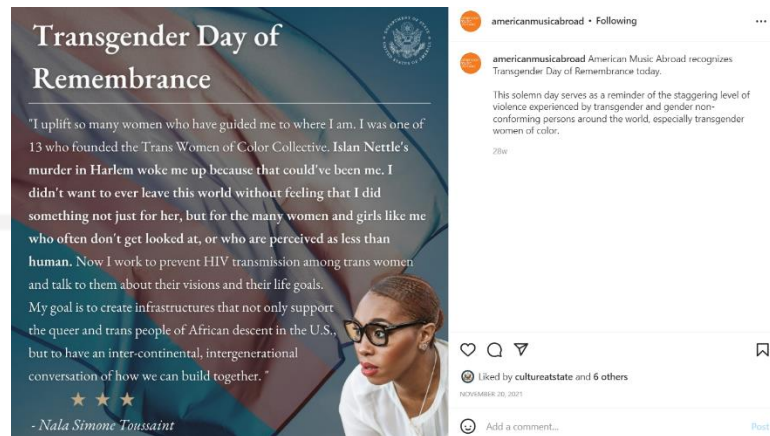 Transgender Day of
Remembrance
"I uplift so many women who have guided me to where I am. I was one of
13 who founded the Trans Women of Color Collective. Islan Nettle's
murder in Harlem woke me up because that could've been me. I
didn't want to ever leave this world without feeling that I did
something not just for her, but for the many women and girls like me
who often don't get looked at, or who are perceived as less than
human. Now I work to prevent HIV transmission among trans women
and talk to them about their visions and their life goals.
My goal is to create infrastructures that not only support
the queer and trans people of African descent in the U.S.,
but to have an inter-continental, intergenerational
conversation of how we can build together. "
- Nala Simone Toussaint
americanmusicabroad • Following
americanmusicabroad American Music Abroad recognizes
Transgender Day of Remembrance today.
This solemn day serves as a reminder of the staggering level of
violence experienced by transgender and gender non-
conforming persons around the world, especially transgender
women of color.
28w
Liked by cultureatstate and 6 others
NOVEMBER 20, 2021
Add a comment...
Post